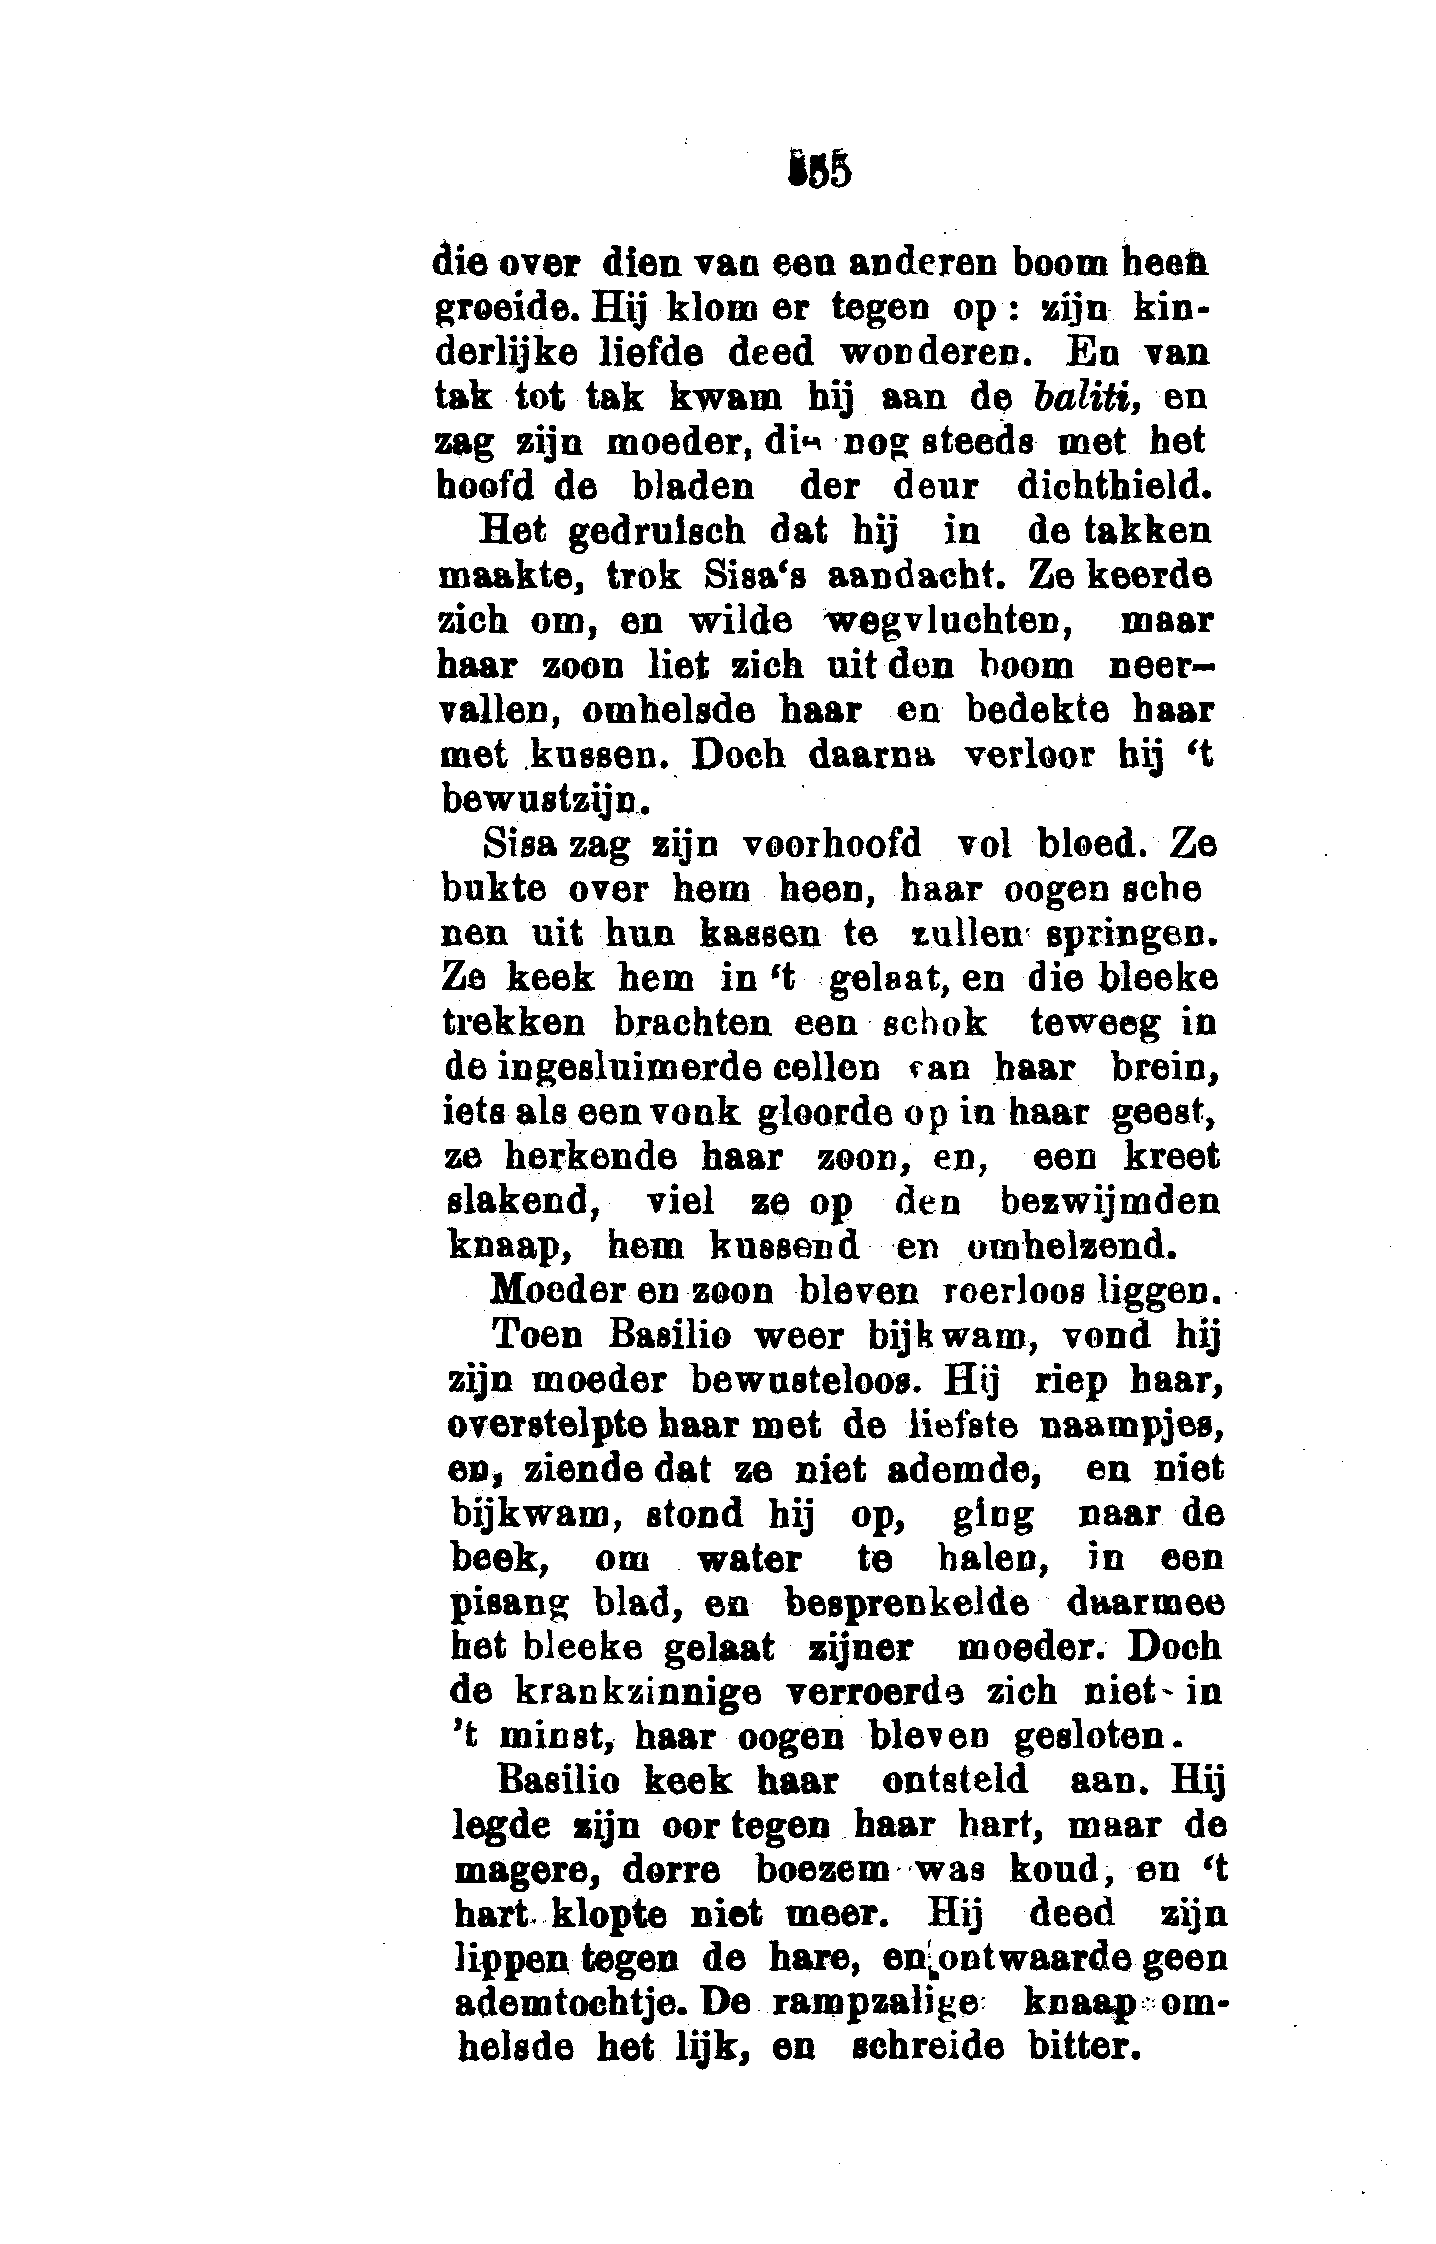 555
die over dien van een anderen boom heen
groeide. Hij klom er tegen op : zijn kin-
derlijke liefde deed wonderen. En van
tak tot tak kwam hij aan de baliti, en
zag zijn moeder, die nog steeds met het
hoofd de bladen der deur dichthield.
Het gedruisch dat hij in de takken
maakte, trok Sisa‘s aandacht. Ze keerde
zich om, en wilde wegvluchten, maar
haar zoon liet zich uit den boom neer-
vallen, omhelsde haar en bedekte haar
met kussen. Doch daarna verloor hij ‘t
bewustzijn.
Sisa zag zijn voorhoofd vol bloed. Ze
bukte over hem heen, haar oogen sche
nen uit hun kassen te zullen springen.
Ze keek hem in ‘t gelaat, en die bleeke
trekken brachten een schok teweeg in
de ingesluimerde cellen van haar brein,
iets als een vonk gloorde op in haar geest,
ze herkende haar zoon, en, een kreet
slakend, viel ze op den bezwijmden
knaap, hem kussend en omhelzend.
Moeder en zoon bleven roerloos liggen.
Toen Basilio weer bijkwam, vond hij
zijn moeder bewusteloos. Hij riep haar,
overstelpte haar met de liefste naampjes,
en, ziende dat ze niet ademde, en niet
bijkwam, stond hij op, ging naar de
beek, om water te halen, in een
pisang blad, en besprenkelde daarmee
het bleeke gelaat zijner moeder. Doch
de krankzinnige verroerde zich niet in
’t minst, haar oogen bleven gesloten.
Basilio keek haar ontsteld aan. Hij
legde zijn oor tegen haar hart, maar de
magere, dorre boezem was koud, en ‘t
hart klopte niet meer. Hij deed zijn
lippen tegen de hare, en ontwaarde geen
ademtochtje. De rampzalige knaap om-
helsde het lijk, en schreide bitter.